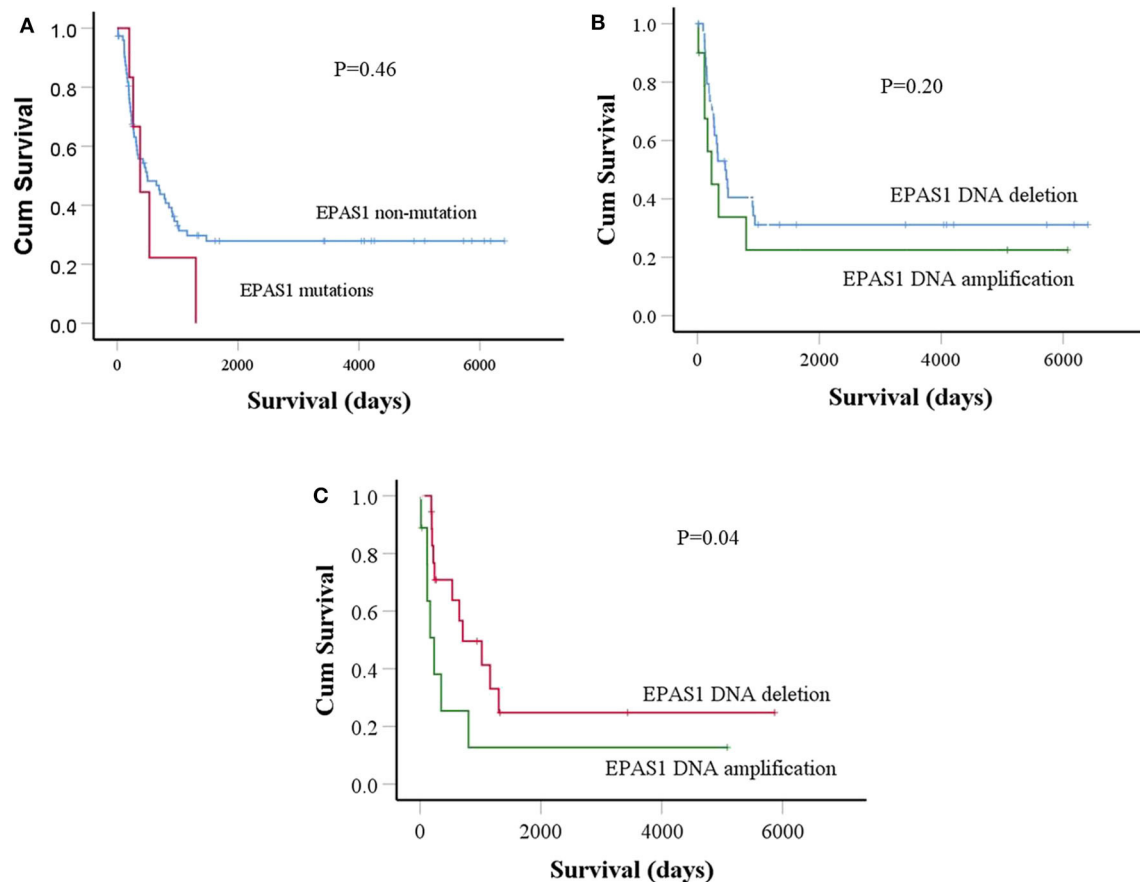 A
1.0
0.8
0.6
0.4
0.2
0.0
Cum Survival
P=0.46
EPAS1 non-mutation
EPAS1 mutations
0 2000 4000 6000
Survival (days)
B
1.0
0.8
0.6
0.4
0.2
0.0
Cum Survival
P=0.20
EPAS1 DNA deletion
EPAS1 DNA amplification
0 2000 4000 6000
Survival (days)
C
1.0
0.8
0.6
0.4
0.2
0.0
Cum Survival
P=0.04
EPAS1 DNA deletion
EPAS1 DNA amplification
0 2000 4000 6000
Survival (days)